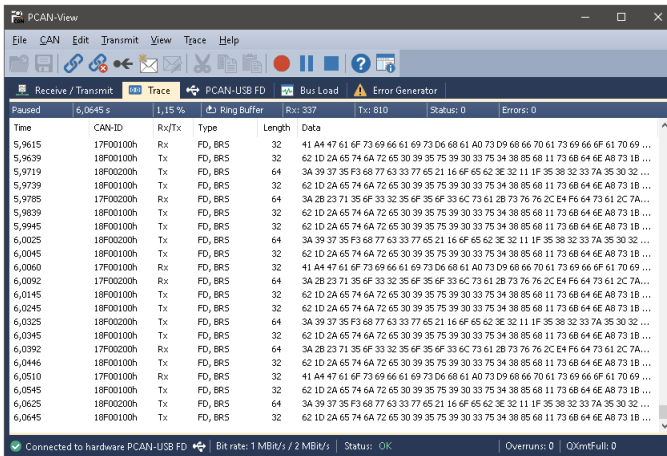 PCAN-View
File CAN Edit Transmit View Trace Help
Receive / Transmit Trace PCAN-USB FD Bus Load Error Generator
Paused 6,0645 s 1,15 % Ring Buffer Rx: 337 Tx: 810 Status: 0 Errors: 0
Time CAN-ID Rx/Tx Type Length Data
5,9615 17F00100h Rx FD, BRS 32 41 A4 47 61 6F 73 69 66 61 69 73 D6 68 61 A0 73 D9 68 66 70 61 73 69 66 6F 61 70 69 ...
5,9639 18F00100h Tx FD, BRS 32 62 1D 2A 65 74 6A 72 65 30 39 35 75 39 30 33 75 34 38 85 68 11 73 6B 64 6E A8 73 1B ...
5,9719 18F00200h Tx FD, BRS 64 3A 39 37 35 F3 68 77 63 33 77 65 21 16 6F 65 62 3E 32 11 1F 35 38 32 33 7A 35 30 32 ...
5,9739 18F00100h Tx FD, BRS 32 62 1D 2A 65 74 6A 72 65 30 39 35 75 39 30 33 75 34 38 85 68 11 73 6B 64 6E A8 73 1B ...
5,9785 17F00200h Rx FD, BRS 64 3A 2B 23 71 35 6F 33 32 35 6F 35 6F 33 6C 73 61 2B 73 76 76 2C E4 F6 64 73 61 2C 7A...
5,9839 18F00100h Tx FD, BRS 32 62 1D 2A 65 74 6A 72 65 30 39 35 75 39 30 33 75 34 38 85 68 11 73 6B 64 6E A8 73 1B ...
5,9945 18F00100h Tx FD, BRS 32 62 1D 2A 65 74 6A 72 65 30 39 35 75 39 30 33 75 34 38 85 68 11 73 6B 64 6E A8 73 1B ...
6,0025 18F00200h Tx FD, BRS 64 3A 39 37 35 F3 68 77 63 33 77 65 21 16 6F 65 62 3E 32 11 1F 35 38 32 33 7A 35 30 32 ...
6,0045 18F00100h Tx FD, BRS 32 62 1D 2A 65 74 6A 72 65 30 39 35 75 39 30 33 75 34 38 85 68 11 73 6B 64 6E A8 73 1B ...
6,0060 17F00100h Rx FD, BRS 32 41 A4 47 61 6F 73 69 66 61 69 73 D6 68 61 A0 73 D9 68 66 70 61 73 69 66 6F 61 70 69 ...
6,0092 17F00200h Rx FD, BRS 64 3A 2B 23 71 35 6F 33 32 35 6F 35 6F 33 6C 73 61 2B 73 76 76 2C E4 F6 64 73 61 2C 7A...
6,0145 18F00100h Tx FD, BRS 32 62 1D 2A 65 74 6A 72 65 30 39 35 75 39 30 33 75 34 38 85 68 11 73 6B 64 6E A8 73 1B ...
6,0245 18F00100h Tx FD, BRS 32 62 1D 2A 65 74 6A 72 65 30 39 35 75 39 30 33 75 34 38 85 68 11 73 6B 64 6E A8 73 1B ...
6,0325 18F00200h Tx FD, BRS 64 3A 39 37 35 F3 68 77 63 33 77 65 21 16 6F 65 62 3E 32 11 1F 35 38 32 33 7A 35 30 32 ...
6,0345 18F00100h Tx FD, BRS 32 62 1D 2A 65 74 6A 72 65 30 39 35 75 39 30 33 75 34 38 85 68 11 73 6B 64 6E A8 73 1B ...
6,0392 17F00200h Rx FD, BRS 64 3A 2B 23 71 35 6F 33 32 35 6F 35 6F 33 6C 73 61 2B 73 76 76 2C E4 F6 64 73 61 2C 7A...
6,0446 18F00100h Tx FD, BRS 32 62 1D 2A 65 74 6A 72 65 30 39 35 75 39 30 33 75 34 38 85 68 11 73 6B 64 6E A8 73 1B ...
6,0510 17F00100h Rx FD, BRS 32 41 A4 47 61 6F 73 69 66 61 69 73 D6 68 61 A0 73 D9 68 66 70 61 73 69 66 6F 61 70 69 ...
6,0545 18F00100h Tx FD, BRS 32 62 1D 2A 65 74 6A 72 65 30 39 35 75 39 30 33 75 34 38 85 68 11 73 6B 64 6E A8 73 1B ...
6,0625 18F00200h Tx FD, BRS 64 3A 39 37 35 F3 68 77 63 33 77 65 21 16 6F 65 62 3E 32 11 1F 35 38 32 33 7A 35 30 32 ...
6,0645 18F00100h Tx FD, BRS 32 62 1D 2A 65 74 6A 72 65 30 39 35 75 39 30 33 75 34 38 85 68 11 73 6B 64 6E A8 73 1B ...
Connected to hardware PCAN-USB FD Bit rate: 1 MBit/s / 2 MBit/s Status: OK Overruns: 0 QXmtFull: 0